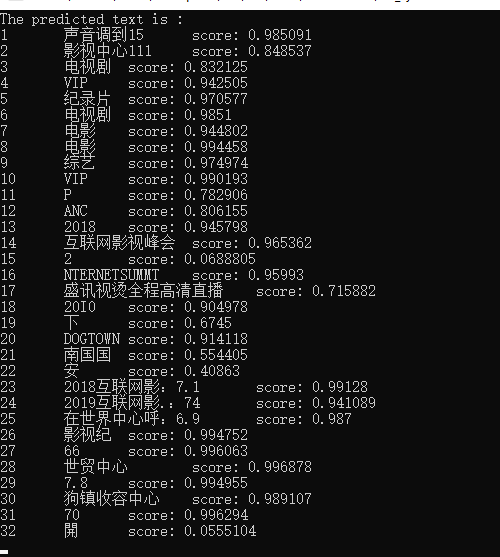 The predicted text is :
1 声音调到15 score: 0.985091
2 影视中心111 score: 0.848537
3 电视剧 score: 0.832125
4 VIP score: 0.942505
5 纪录片 score: 0.970577
6 电视剧 score: 0.9851
7 电影 score: 0.944802
8 电影 score: 0.994458
9 综艺 score: 0.974974
10 VIP score: 0.990193
11 P score: 0.782906
12 ANC score: 0.806155
13 2018 score: 0.945798
14 互联网影视峰会 score: 0.965362
15 2 score: 0.0688805
16 NTERNETSUMMT score: 0.95993
17 盛讯视烫全程高清直播 score: 0.715882
18 20I0 score: 0.904978
19 下 score: 0.6745
20 DOGTOWN score: 0.914118
21 南国国 score: 0.554405
22 安 score: 0.40863
23 2018互联网影：7.1 score: 0.99128
24 2019互联网影.：74 score: 0.941089
25 在世界中心呼：6.9 score: 0.987
26 影视纪 score: 0.994752
27 66 score: 0.996063
28 世贸中心 score: 0.996878
29 7.8 score: 0.994955
30 狗镇收容中心 score: 0.989107
31 70 score: 0.996294
32 開 score: 0.0555104